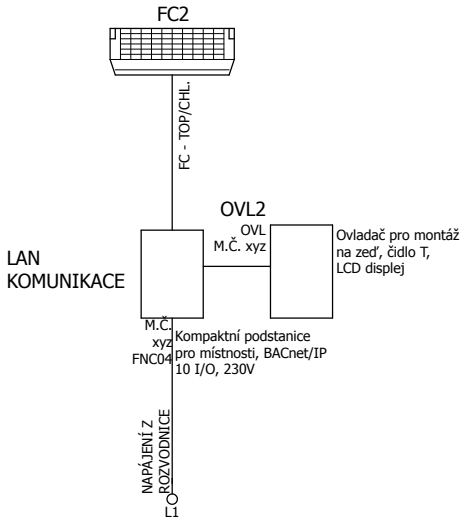 FC2
FC - TOP/CHL.
OVL2
OVL
M.Č. xyz
Ovladač pro montáž
na zeď, čidlo T,
LCD displej
LAN
KOMUNIKACE
M.Č.
xyz
FNC04
Kompaktní podstanice
pro místnosti, BACnet/IP
10 I/O, 230V
NAPÁJENÍ Z
ROZVODNICE
L1